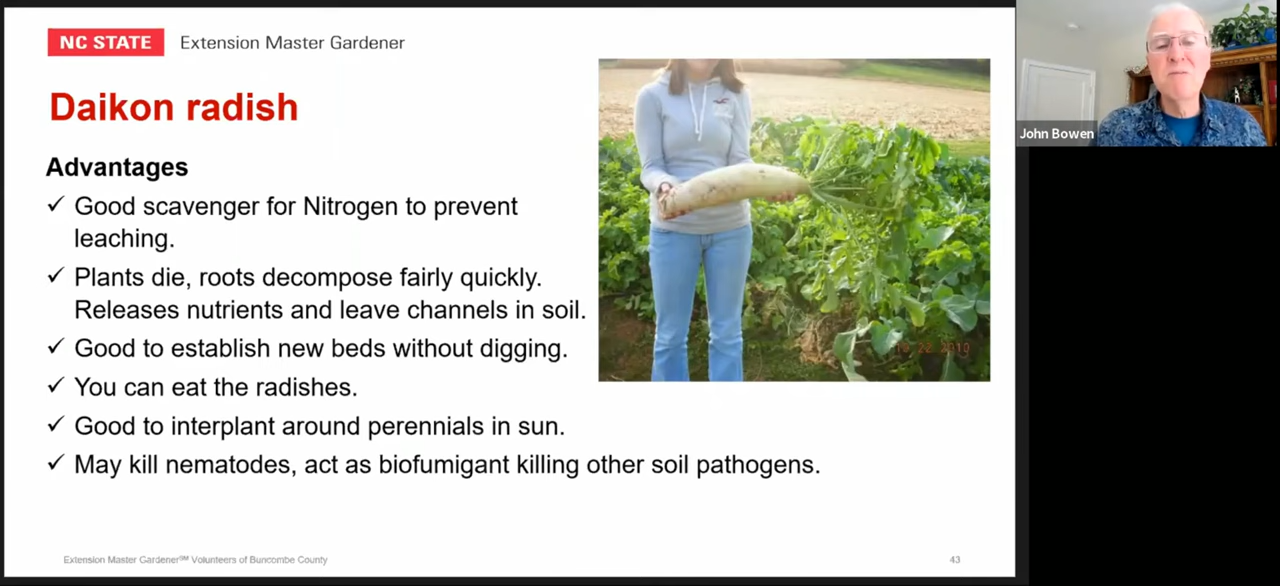 NC STATE Extension Master Gardener
Daikon radish
Advantages
✓ Good scavenger for Nitrogen to prevent
leaching.
✓ Plants die, roots decompose fairly quickly.
Releases nutrients and leave channels in soil.
✓ Good to establish new beds without digging.
✓ You can eat the radishes.
✓ Good to interplant around perennials in sun.
✓ May kill nematodes, act as biofumigant killing other soil pathogens.
John Bowen
Extension Master Gardener℠ Volunteers of Buncombe County
43